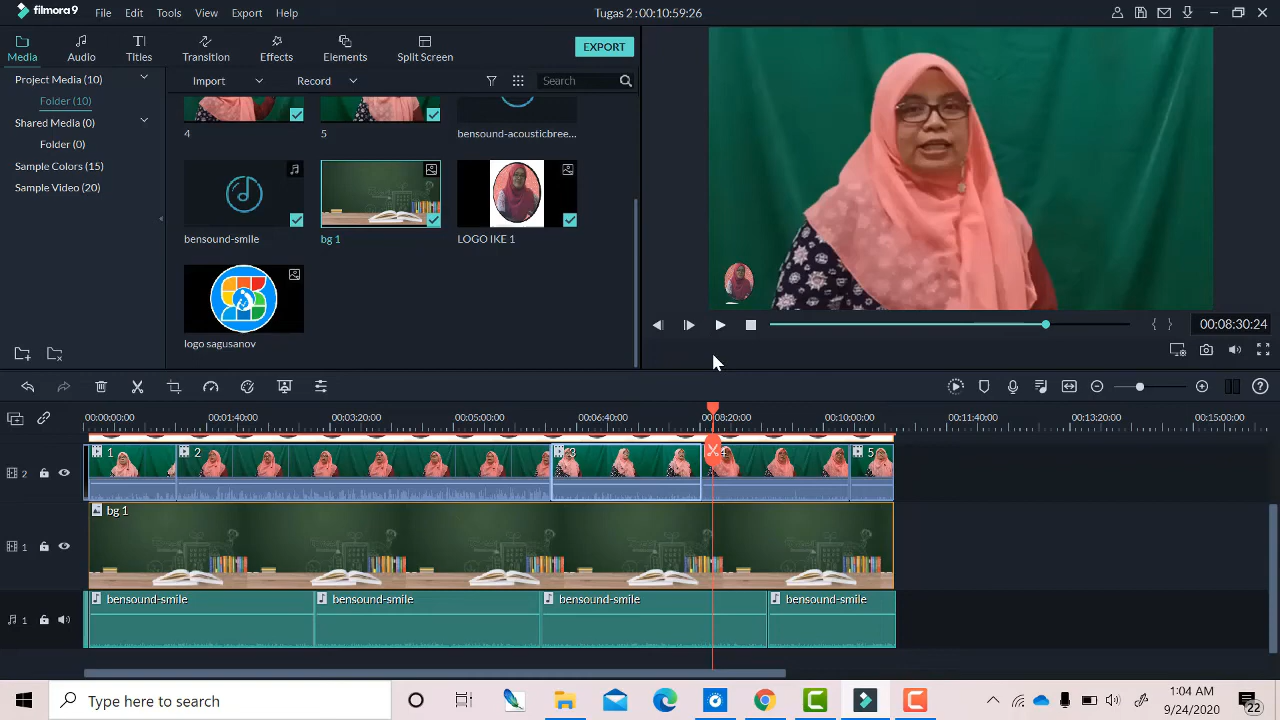 filmora9 File Edit Tools View Export Help Tugas 2 : 00:10:59:26
Media Audio Titles Transition Effects Elements Split Screen EXPORT
Project Media (10)
Folder (10)
Shared Media (0)
Folder (0)
Sample Colors (15)
Sample Video (20)
Import Record Search
4 5 bensound-acousticbree...
bensound-smile bg 1 LOGO IKE 1
logo sagusanov
00:08:30:24
00:00:00:00 00:01:40:00 00:03:20:00 00:05:00:00 00:06:40:00 00:08:20:00 00:10:00:00 00:11:40:00 00:13:20:00 00:15:00:00
2 1 2 3 4 5
bg 1
1
1 bensound-smile bensound-smile bensound-smile bensound-smile
Type here to search
1:04 AM
9/24/2020
22